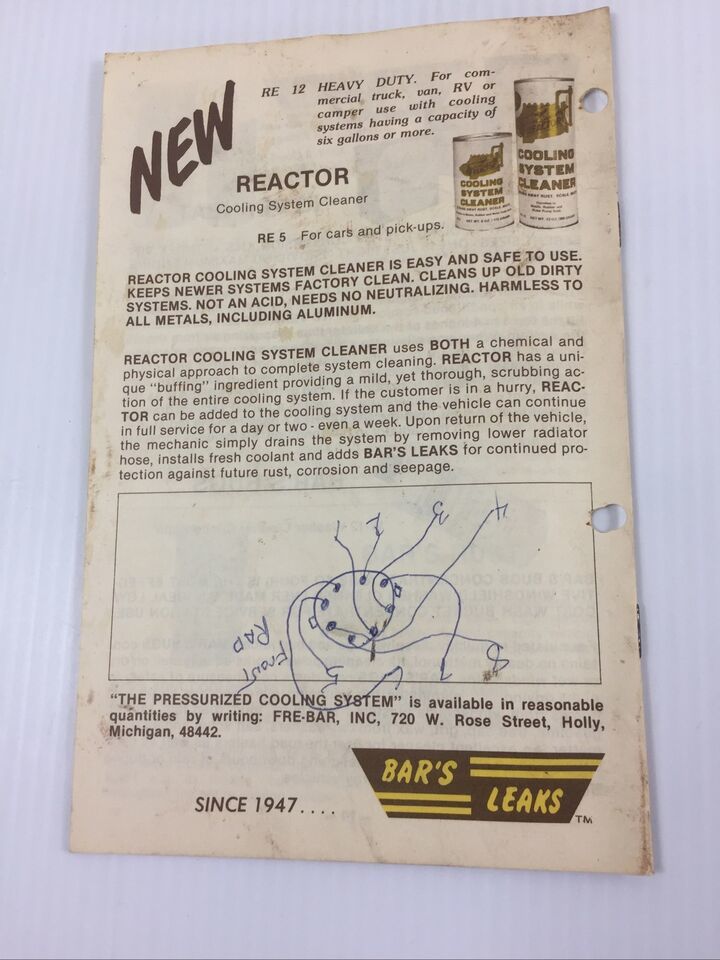 NEW
RE 12 HEAVY DUTY. For com-
mercial truck, van, RV or
camper use with cooling
systems having a capacity of
six gallons or more.
COOLING
SYSTEM
CLEANER
COOLING
SYSTEM
CLEANER
REACTOR
Cooling System Cleaner
RE 5 For cars and pick-ups.
REACTOR COOLING SYSTEM CLEANER IS EASY AND SAFE TO USE.
KEEPS NEWER SYSTEMS FACTORY CLEAN. CLEANS UP OLD DIRTY
SYSTEMS. NOT AN ACID, NEEDS NO NEUTRALIZING. HARMLESS TO
ALL METALS, INCLUDING ALUMINUM.
REACTOR COOLING SYSTEM CLEANER uses BOTH a chemical and
physical approach to complete system cleaning. REACTOR has a uni-
que "buffing" ingredient providing a mild, yet thorough, scrubbing ac-
tion of the entire cooling system. If the customer is in a hurry, REAC-
TOR can be added to the cooling system and the vehicle can continue
in full service for a day or two - even a week. Upon return of the vehicle,
the mechanic simply drains the system by removing lower radiator
hose, installs fresh coolant and adds BAR'S LEAKS for continued pro-
tection against future rust, corrosion and seepage.
1 2 3 4
FRONT
RAD
5 6 7 8
"THE PRESSURIZED COOLING SYSTEM" is available in reasonable
quantities by writing: FRE-BAR, INC, 720 W. Rose Street, Holly,
Michigan, 48442.
SINCE 1947....
BAR'S
LEAKS
TM